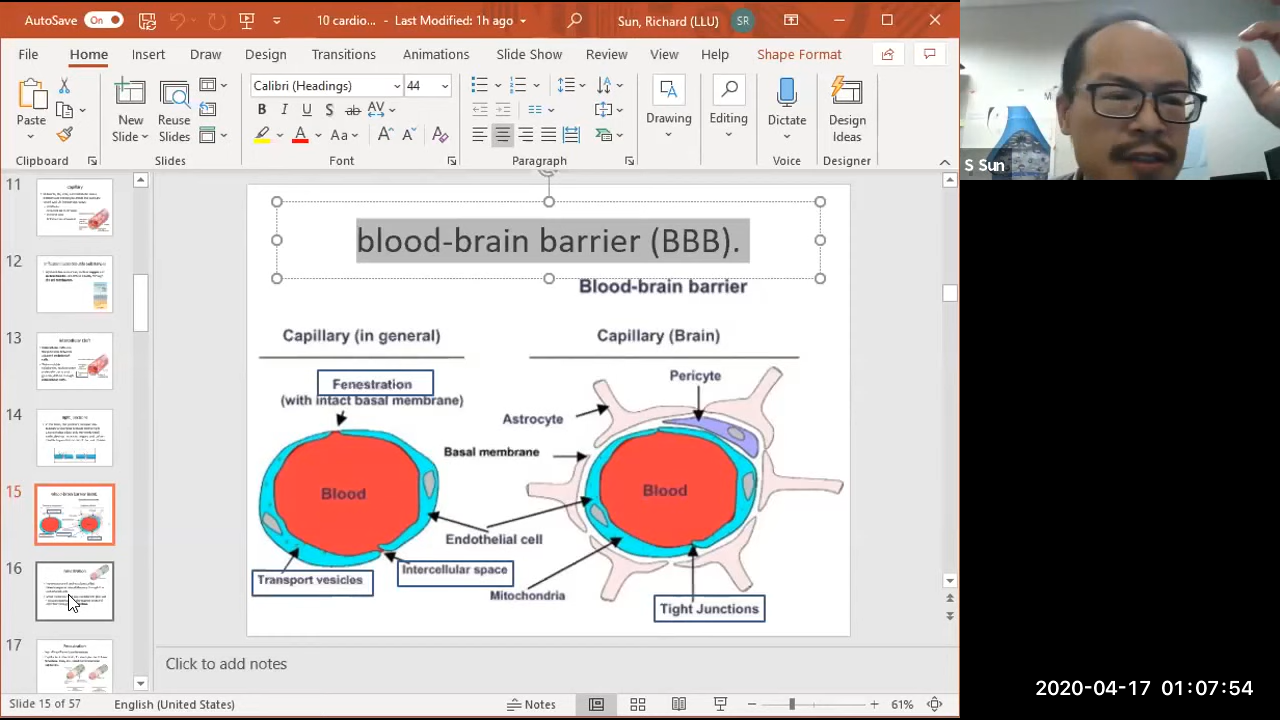 AutoSave On 10 cardio... - Last Modified: 1h ago Sun, Richard (LLU) SR
File Home Insert Draw Design Transitions Animations Slide Show Review View Help Shape Format
Paste
New Slide
Reuse Slides
Calibri (Headings) 44
Drawing
Editing
Dictate
Design Ideas
Clipboard Slides Font Paragraph Voice Designer
S Sun
11
12
13
14
15
16
17
blood-brain barrier (BBB).
Blood-brain barrier
Capillary (in general)
Capillary (Brain)
Fenestration
(with intact basal membrane)
Pericyte
Astrocyte
Basal membrane
Blood
Blood
Endothelial cell
Transport vesicles
Intercellular space
Mitochondria
Tight Junctions
Click to add notes
Slide 15 of 57 English (United States) Notes 61%
2020-04-17 01:07:54